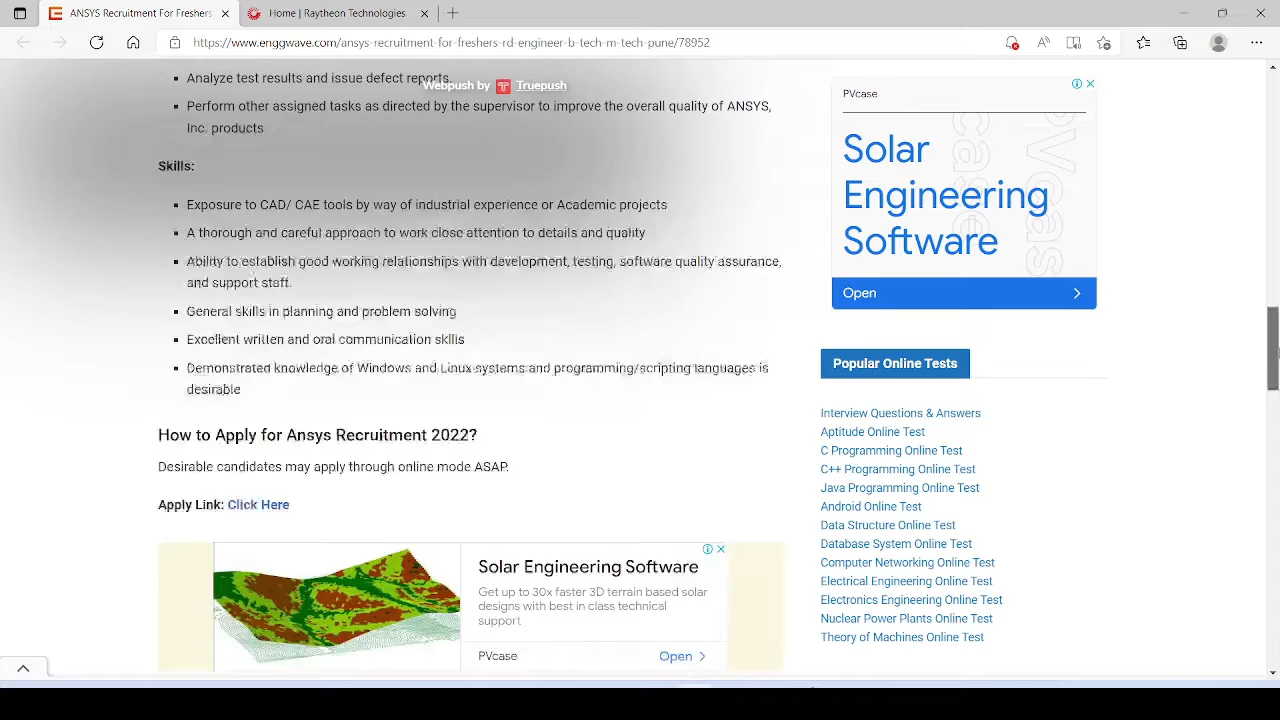 ANSYS Recruitment For Freshers
Home | Raytheon Technologies
https://www.enggwave.com/ansys-recruitment-for-freshers-rd-engineer-b-tech-m-tech-pune/78952
Analyze test results and issue defect reports.
Webpush by Truepush
Perform other assigned tasks as directed by the supervisor to improve the overall quality of ANSYS,
Inc. products
Skills:
Exposure to CAD/ CAE tools by way of industrial experience or Academic projects
A thorough and careful approach to work close attention to details and quality
Ability to establish good working relationships with development, testing, software quality assurance,
and support staff.
General skills in planning and problem solving
Excellent written and oral communication skills
Demonstrated knowledge of Windows and Linux systems and programming/scripting languages is
desirable
How to Apply for Ansys Recruitment 2022?
Desirable candidates may apply through online mode ASAP.
Apply Link: Click Here
Solar Engineering Software
Get up to 30x faster 3D terrain based solar
designs with best in class technical
support
PVcase
Open
PVcase
Solar
Engineering
Software
PVcase
Open
Popular Online Tests
Interview Questions & Answers
Aptitude Online Test
C Programming Online Test
C++ Programming Online Test
Java Programming Online Test
Android Online Test
Data Structure Online Test
Database System Online Test
Computer Networking Online Test
Electrical Engineering Online Test
Electronics Engineering Online Test
Nuclear Power Plants Online Test
Theory of Machines Online Test